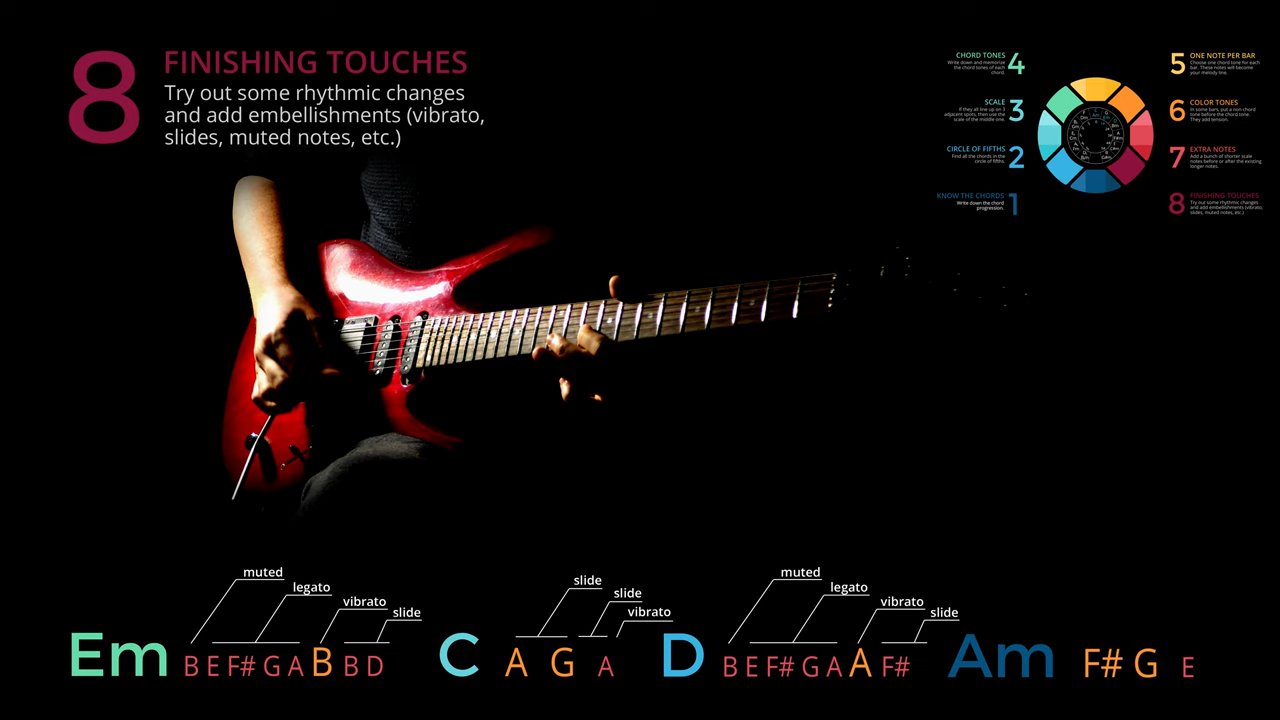 8
FINISHING TOUCHES
Try out some rhythmic changes
and add embellishments (vibrato,
slides, muted notes, etc.)
CHORD TONES 4
Write down and memorize
the chord tones of each
chord.
SCALE 3
If they all line up on 3
adjacent spots, then use the
scale of the middle one.
CIRCLE OF FIFTHS 2
Find all the chords in the
circle of fifths.
KNOW THE CHORDS 1
Write down the chord
progression.
5 ONE NOTE PER BAR
Choose one chord tone for each
bar. These notes will become
your melody line.
6 COLOR TONES
In some bars, put a non-chord
tone before the chord tone.
They add tension.
7 EXTRA NOTES
Add a bunch of shorter scale
notes before or after the existing
longer notes.
8 FINISHING TOUCHES
Try out some rhythmic changes
and add embellishments (vibrato,
slides, muted notes, etc.)
muted
legato
vibrato
slide
slide
slide
vibrato
muted
legato
vibrato
slide
Em B E F# G A B B D C A G A D B E F# G A A F# Am F# G E